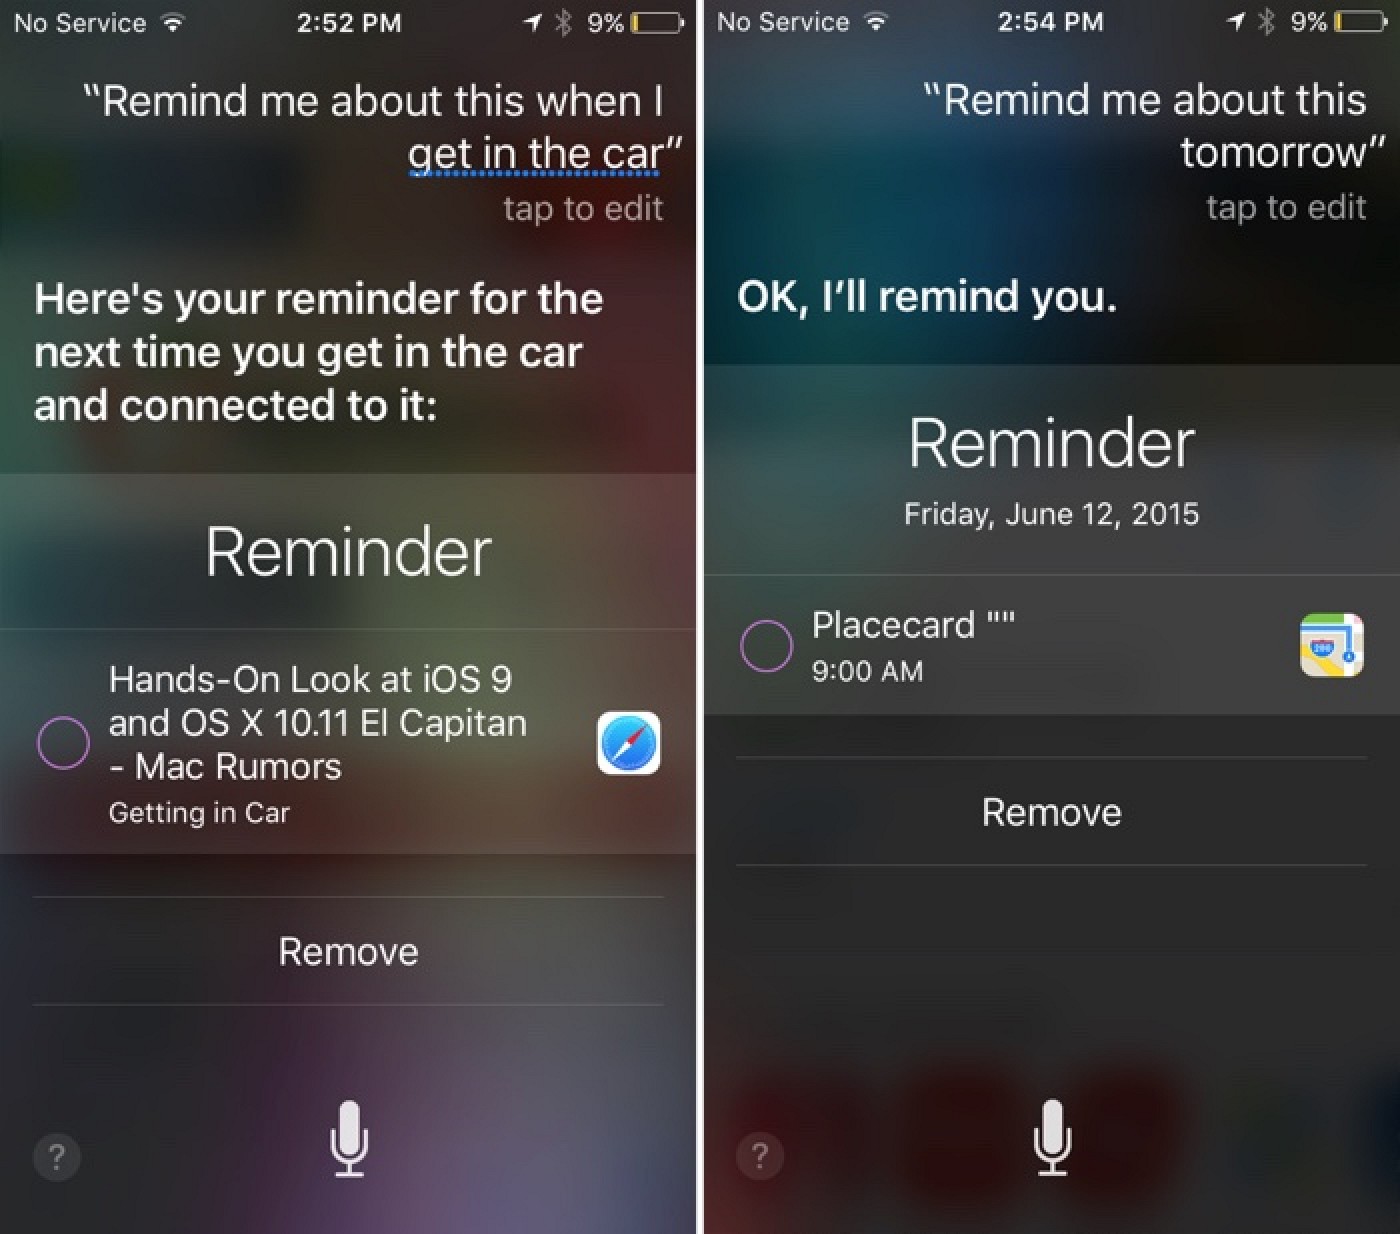 No Service 2:52 PM 9%
“Remind me about this when I
get in the car”
tap to edit
Here's your reminder for the
next time you get in the car
and connected to it:
Reminder
Hands-On Look at iOS 9
and OS X 10.11 El Capitan
- Mac Rumors
Getting in Car
Remove
?
No Service 2:54 PM 9%
“Remind me about this
tomorrow”
tap to edit
OK, I’ll remind you.
Reminder
Friday, June 12, 2015
Placecard ""
9:00 AM
280
Remove
?